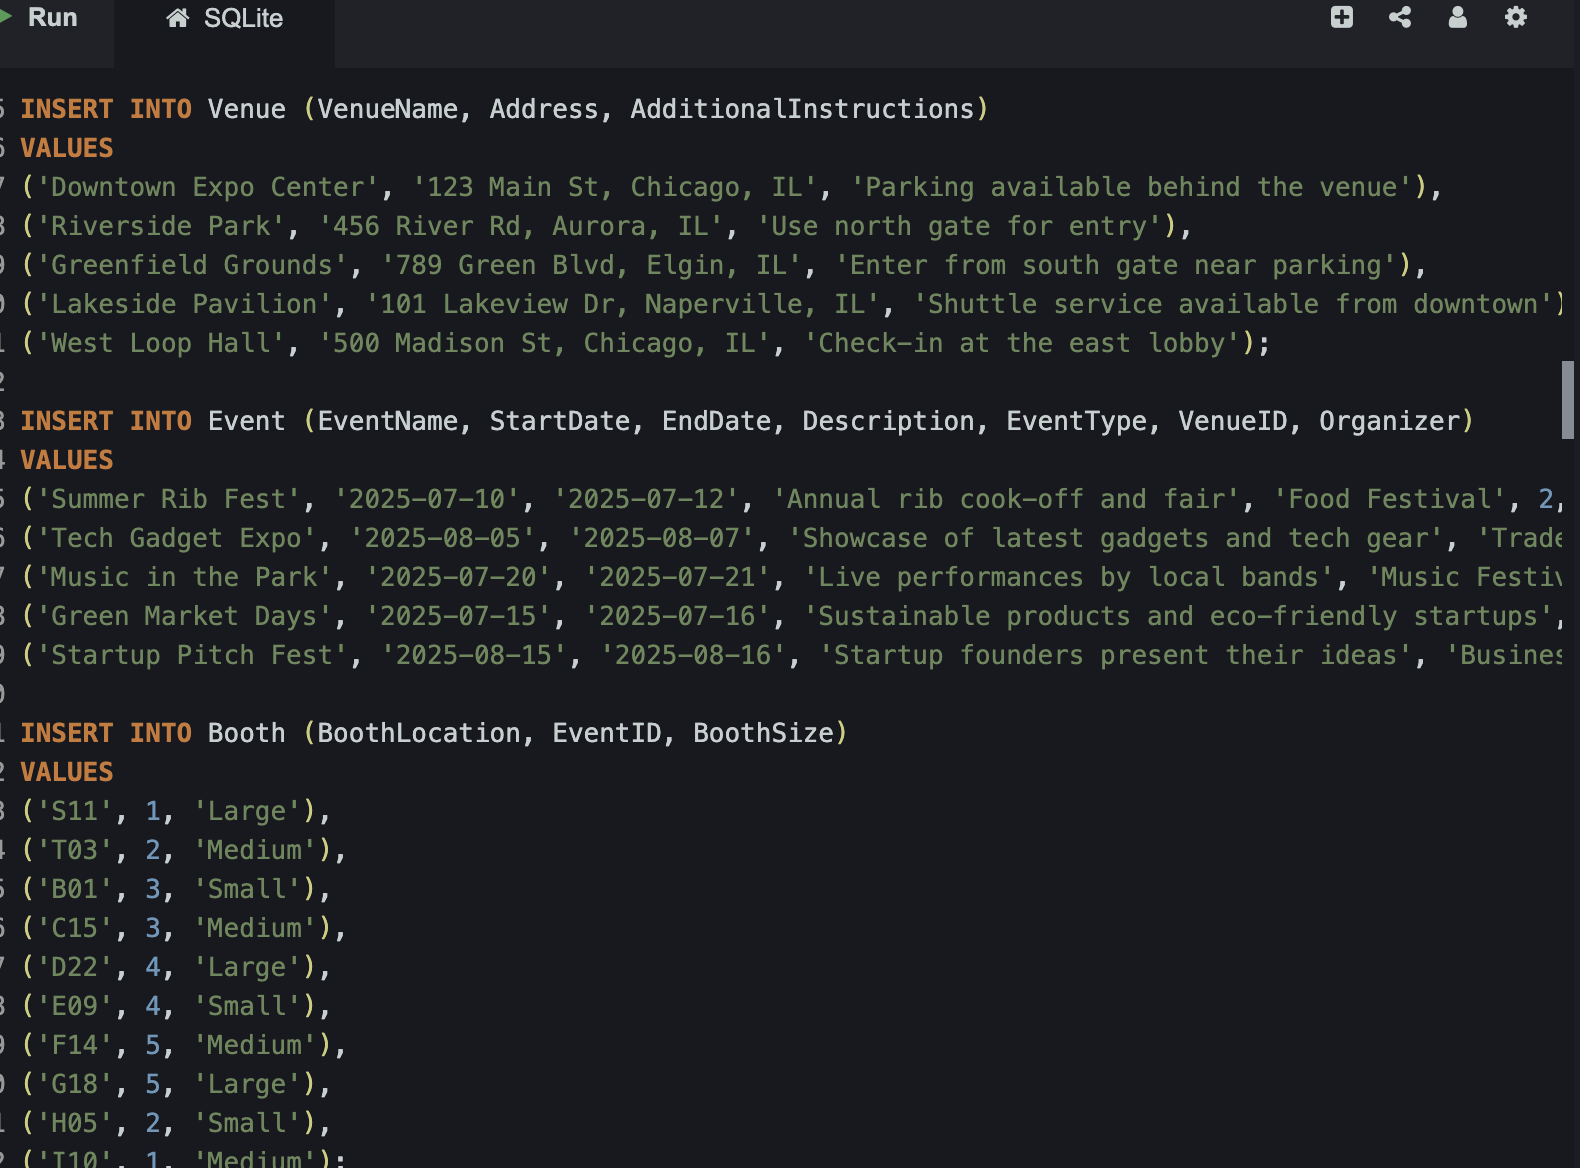 Run SQLite
INSERT INTO Venue (VenueName, Address, AdditionalInstructions)
VALUES
('Downtown Expo Center', '123 Main St, Chicago, IL', 'Parking available behind the venue'),
('Riverside Park', '456 River Rd, Aurora, IL', 'Use north gate for entry'),
('Greenfield Grounds', '789 Green Blvd, Elgin, IL', 'Enter from south gate near parking'),
('Lakeside Pavilion', '101 Lakeview Dr, Naperville, IL', 'Shuttle service available from downtown')
('West Loop Hall', '500 Madison St, Chicago, IL', 'Check-in at the east lobby');
INSERT INTO Event (EventName, StartDate, EndDate, Description, EventType, VenueID, Organizer)
VALUES
('Summer Rib Fest', '2025-07-10', '2025-07-12', 'Annual rib cook-off and fair', 'Food Festival', 2,
('Tech Gadget Expo', '2025-08-05', '2025-08-07', 'Showcase of latest gadgets and tech gear', 'Trade
('Music in the Park', '2025-07-20', '2025-07-21', 'Live performances by local bands', 'Music Festiv
('Green Market Days', '2025-07-15', '2025-07-16', 'Sustainable products and eco-friendly startups',
('Startup Pitch Fest', '2025-08-15', '2025-08-16', 'Startup founders present their ideas', 'Busines
INSERT INTO Booth (BoothLocation, EventID, BoothSize)
VALUES
('S11', 1, 'Large'),
('T03', 2, 'Medium'),
('B01', 3, 'Small'),
('C15', 3, 'Medium'),
('D22', 4, 'Large'),
('E09', 4, 'Small'),
('F14', 5, 'Medium'),
('G18', 5, 'Large'),
('H05', 2, 'Small'),
('I10', 1, 'Medium');